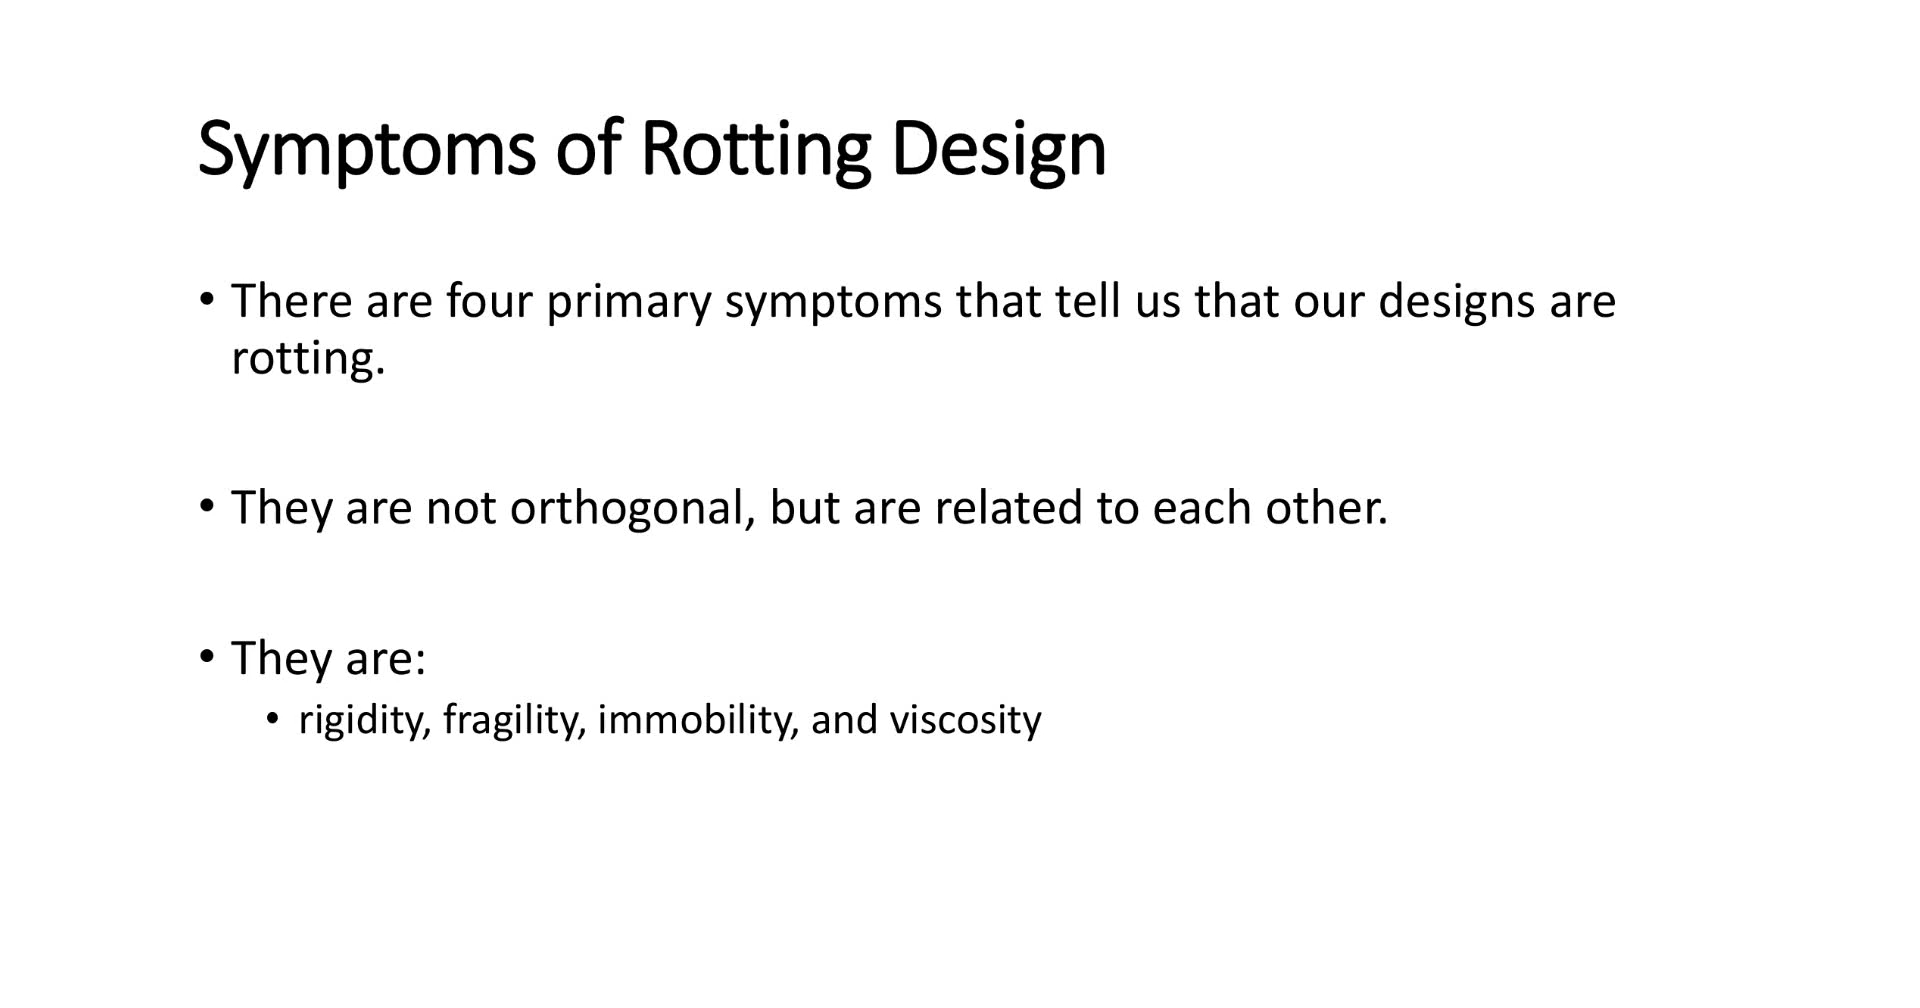 Symptoms of Rotting Design
• There are four primary symptoms that tell us that our designs are
rotting.
• They are not orthogonal, but are related to each other.
• They are:
• rigidity, fragility, immobility, and viscosity